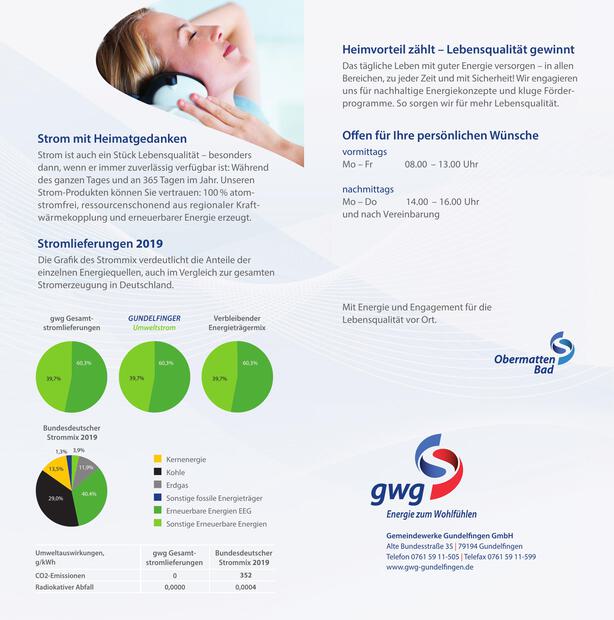 Strom mit Heimatgedanken
Strom ist auch ein Stück Lebensqualität – besonders
dann, wenn er immer zuverlässig verfügbar ist: Während
des ganzen Tages und an 365 Tagen im Jahr. Unseren
Strom-Produkten können Sie vertrauen: 100 % atom-
stromfrei, ressourcenschonend aus regionaler Kraft-
wärmekopplung und erneuerbarer Energie erzeugt.
Stromlieferungen 2019
Die Grafik des Strommix verdeutlicht die Anteile der
einzelnen Energiequellen, auch im Vergleich zur gesamten
Stromerzeugung in Deutschland.
gwg Gesamt-
stromlieferungen
60,3%
39,7%
GUNDELFINGER
Umweltstrom
60,3%
39,7%
Verbleibender
Energieträgermix
60,3%
39,7%
Bundesdeutscher
Strommix 2019
1,3% 3,9%
13,5% 11,9%
29,0% 40,4%
Kernenergie
Kohle
Erdgas
Sonstige fossile Energieträger
Erneuerbare Energien EEG
Sonstige Erneuerbare Energien
Umweltauswirkungen,
g/kWh
gwg Gesamt-
stromlieferungen
Bundesdeutscher
Strommix 2019
CO2-Emissionen 0 352
Radiokativer Abfall 0,0000 0,0004
Heimvorteil zählt – Lebensqualität gewinnt
Das tägliche Leben mit guter Energie versorgen – in allen
Bereichen, zu jeder Zeit und mit Sicherheit! Wir engagieren
uns für nachhaltige Energiekonzepte und kluge Förder-
programme. So sorgen wir für mehr Lebensqualität.
Offen für Ihre persönlichen Wünsche
vormittags
Mo – Fr 08.00 – 13.00 Uhr
nachmittags
Mo – Do 14.00 – 16.00 Uhr
und nach Vereinbarung
Mit Energie und Engagement für die
Lebensqualität vor Ort.
Obermatten
Bad
gwg
Energie zum Wohlfühlen
Gemeindewerke Gundelfingen GmbH
Alte Bundesstraße 35 | 79194 Gundelfingen
Telefon 0761 59 11-505 | Telefax 0761 59 11-599
www.gwg-gundelfingen.de